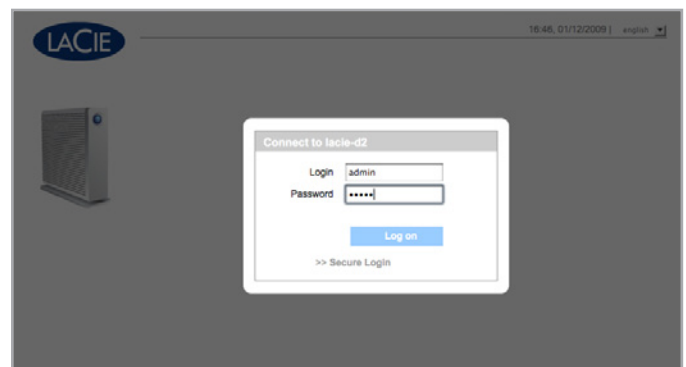 LACIE
16:46, 01/12/2009 | english
Connect to lacie-d2
Login admin
Password •••••
Log on
>> Secure Login